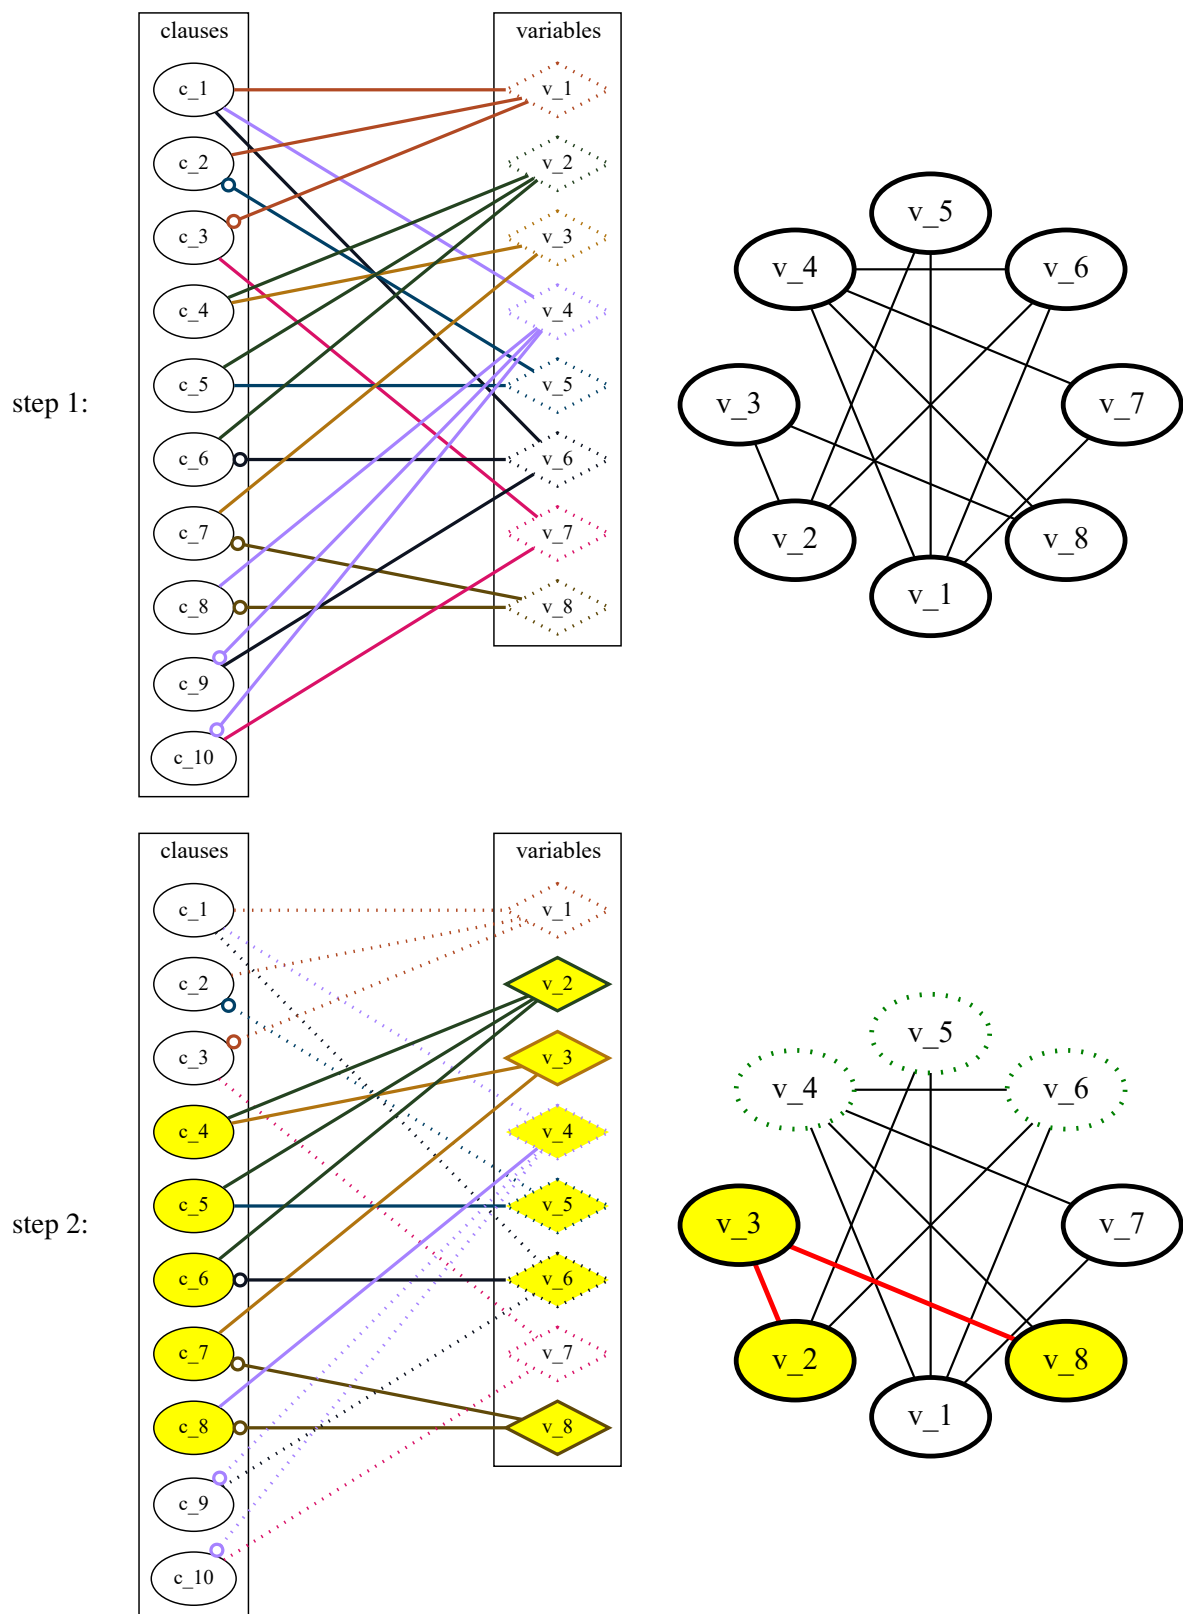 clauses
variables
c_1
c_2
c_3
c_4
c_5
c_6
c_7
c_8
c_9
c_10
v_1
v_2
v_3
v_4
v_5
v_6
v_7
v_8
step 1:
v_5
v_4
v_6
v_3
v_7
v_2
v_8
v_1
clauses
variables
c_1
c_2
c_3
c_4
c_5
c_6
c_7
c_8
c_9
c_10
v_1
v_2
v_3
v_4
v_5
v_6
v_7
v_8
step 2:
v_5
v_4
v_6
v_3
v_7
v_2
v_8
v_1